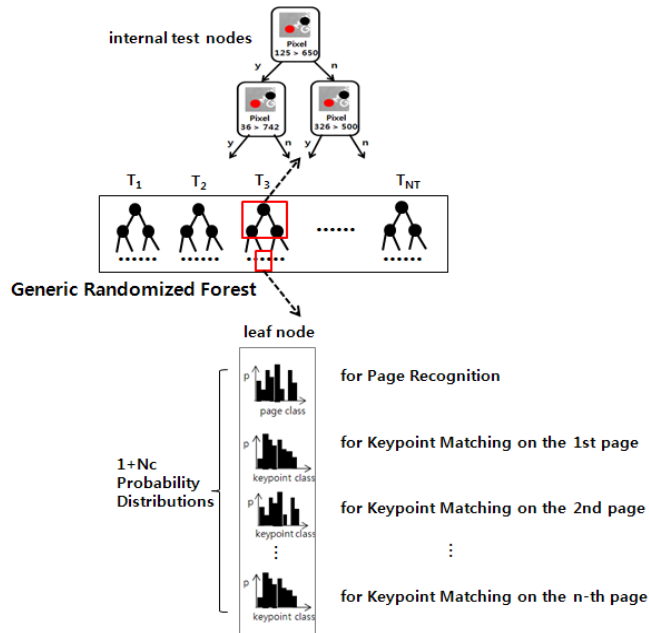 internal test nodes
Pixel
125 > 650
y
n
Pixel
36 > 742
Pixel
326 > 500
y
n
y
n
T1
T2
T3
TNT
......
...... ...... ...... ......
Generic Randomized Forest
leaf node
p
page class
for Page Recognition
p
keypoint class
for Keypoint Matching on the 1st page
1+Nc
Probability
Distributions
p
keypoint class
for Keypoint Matching on the 2nd page
⋮
⋮
p
keypoint class
for Keypoint Matching on the n-th page